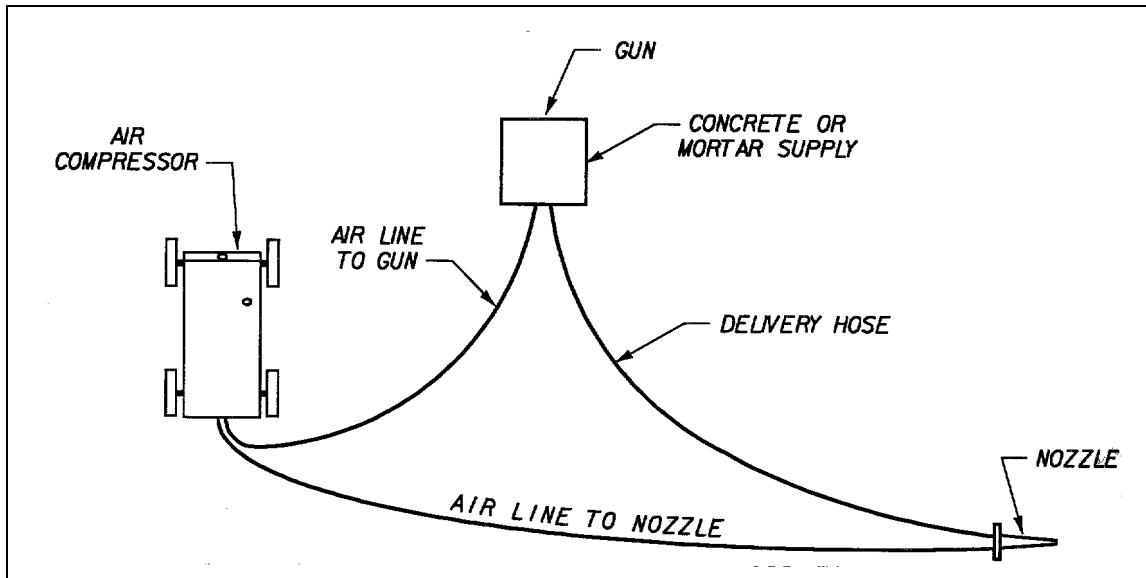 GUN
CONCRETE OR
MORTAR SUPPLY
AIR
COMPRESSOR
AIR LINE
TO GUN
DELIVERY HOSE
NOZZLE
AIR LINE TO NOZZLE